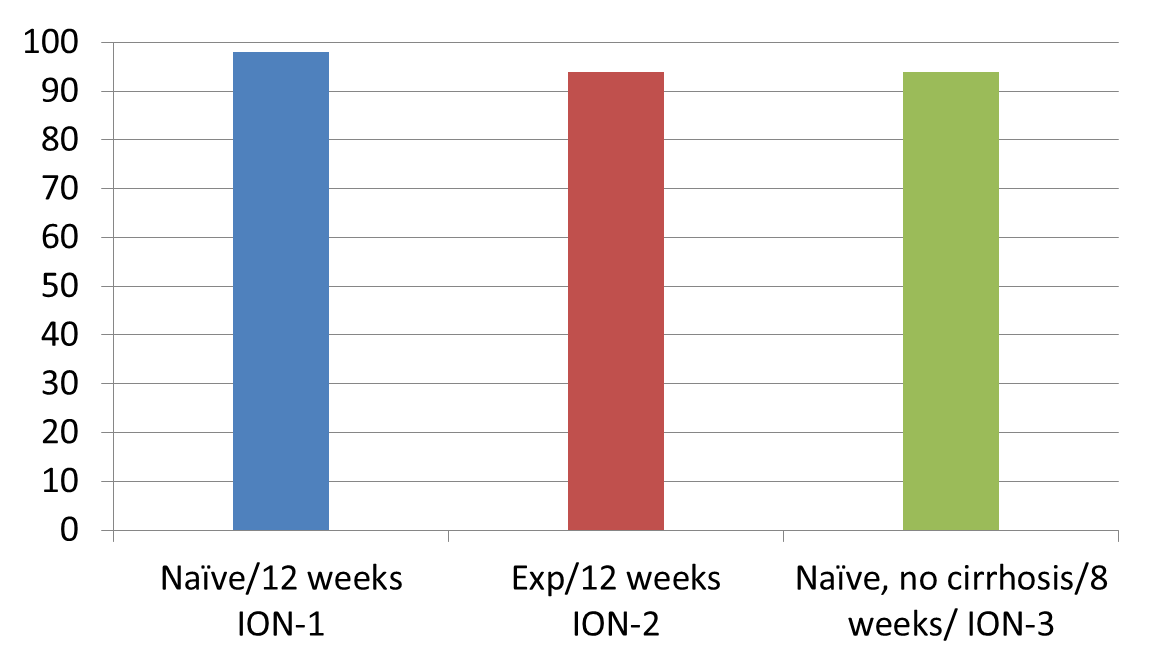 100
90
80
70
60
50
40
30
20
10
0
Naïve/12 weeks
ION-1
Exp/12 weeks
ION-2
Naïve, no cirrhosis/8
weeks/ ION-3